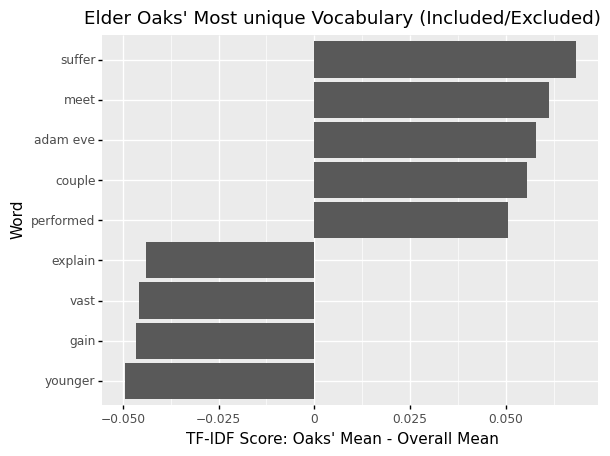 Elder Oaks' Most unique Vocabulary (Included/Excluded)
suffer
meet
adam eve
couple
performed
explain
vast
gain
younger
Word
−0.050
−0.025
0
0.025
0.050
TF-IDF Score: Oaks' Mean - Overall Mean